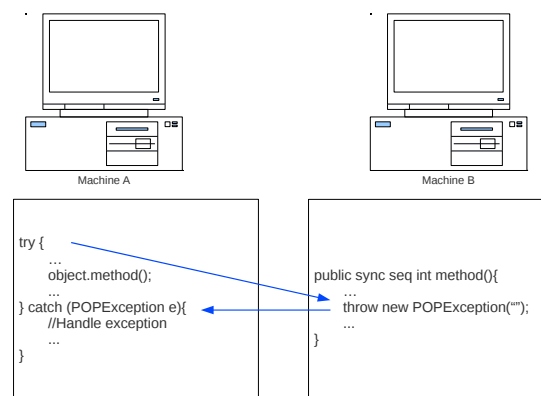 Machine A
Machine B
try {
...
object.method();
...
} catch (POPException e){
//Handle exception
...
}
public sync seq int method(){
...
throw new POPException(“”);
...
}